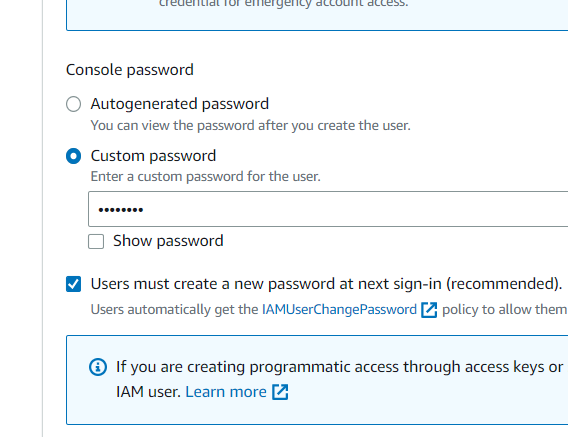 credential for emergency account access.
Console password
Autogenerated password
You can view the password after you create the user.
Custom password
Enter a custom password for the user.
••••••••
Show password
Users must create a new password at next sign-in (recommended).
Users automatically get the IAMUserChangePassword policy to allow them
If you are creating programmatic access through access keys or
IAM user. Learn more